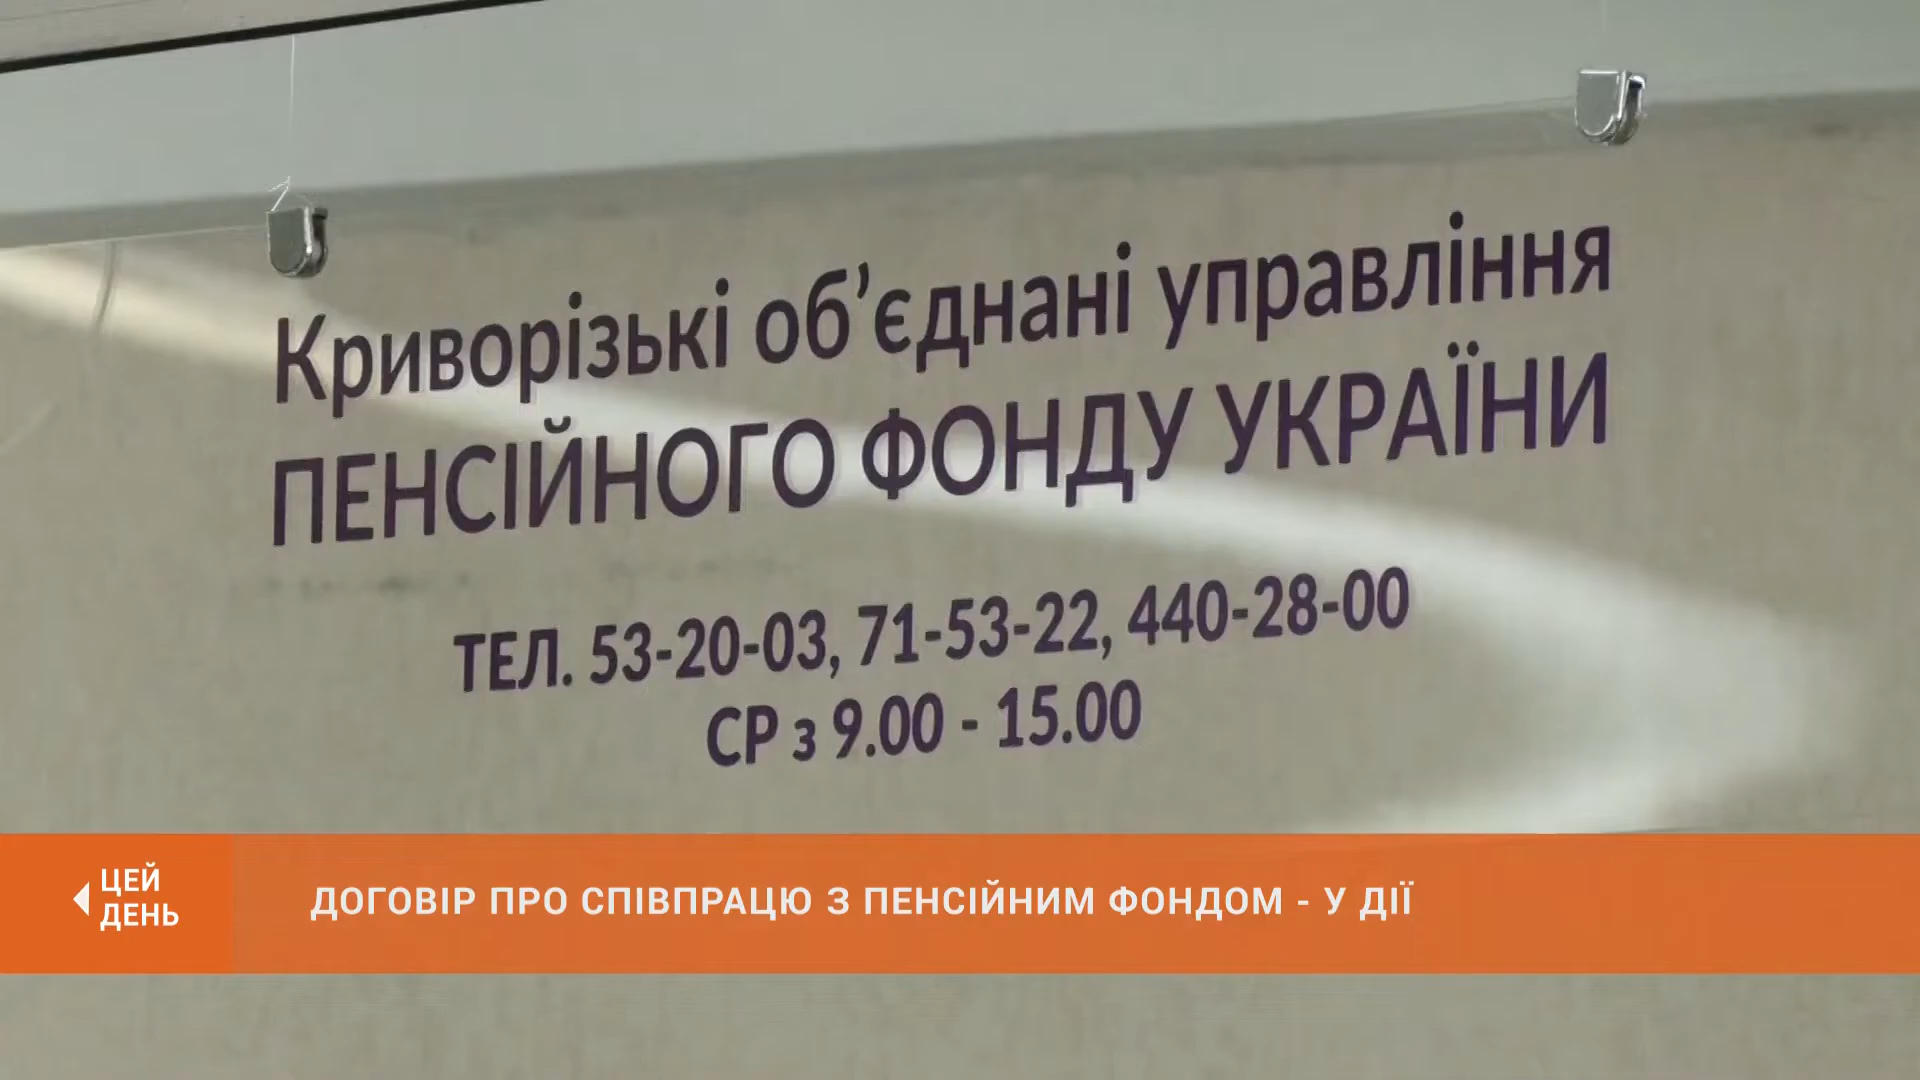 Криворізькі об’єднані управління
ПЕНСІЙНОГО ФОНДУ УКРАЇНИ
ТЕЛ. 53-20-03, 71-53-22, 440-28-00
СР з 9.00 - 15.00
ЦЕЙ
ДЕНЬ
ДОГОВІР ПРО СПІВПРАЦЮ З ПЕНСІЙНИМ ФОНДОМ - У ДІЇ